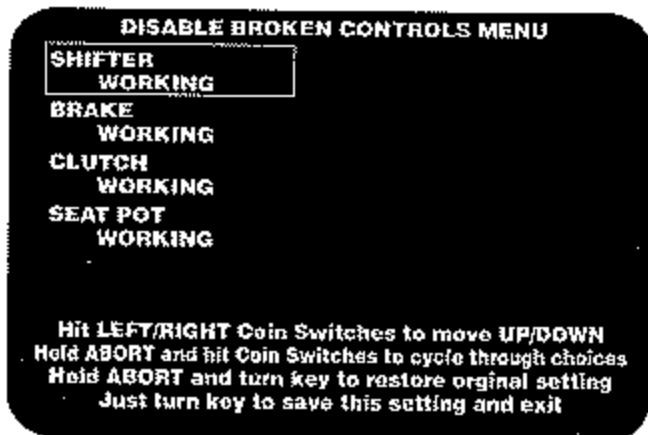 DISABLE BROKEN CONTROLS MENU
SHIFTER
WORKING
BRAKE
WORKING
CLUTCH
WORKING
SEAT POT
WORKING
Hit LEFT/RIGHT Coin Switches to move UP/DOWN
Hold ABORT and hit Coin Switches to cycle through choices
Hold ABORT and turn key to restore orginal setting
Just turn key to save this setting and exit